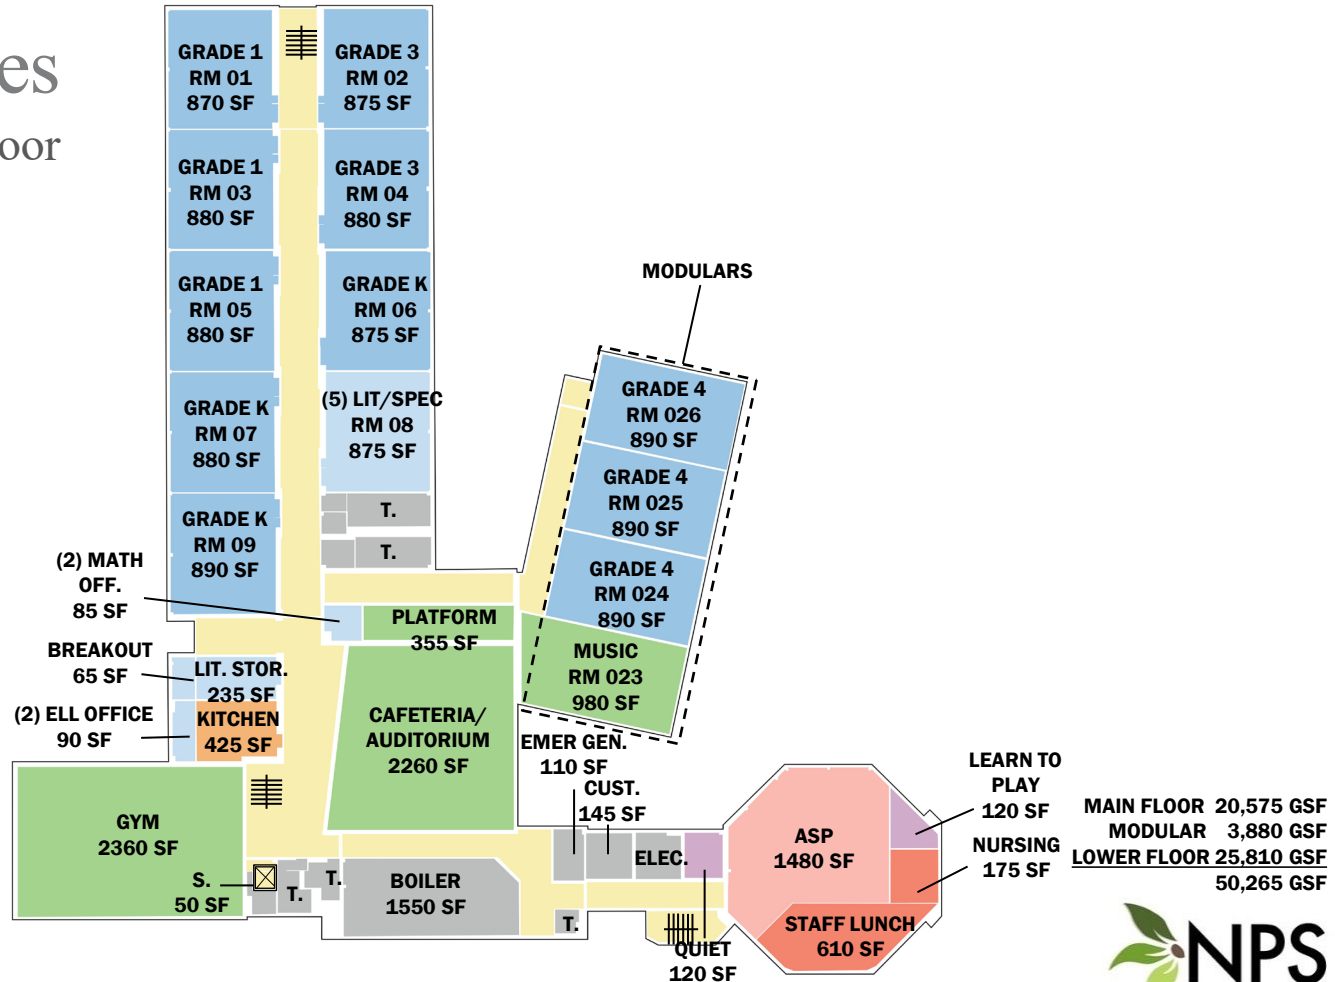 es
oor
GRADE 1
RM 01
870 SF
GRADE 3
RM 02
875 SF
GRADE 1
RM 03
880 SF
GRADE 3
RM 04
880 SF
GRADE 1
RM 05
880 SF
GRADE K
RM 06
875 SF
MODULARS
GRADE K
RM 07
880 SF
(5) LIT/SPEC
RM 08
875 SF
GRADE 4
RM 026
890 SF
GRADE 4
RM 025
890 SF
GRADE 4
RM 024
890 SF
T.
T.
GRADE K
RM 09
890 SF
(2) MATH
OFF.
85 SF
PLATFORM
355 SF
MUSIC
RM 023
980 SF
BREAKOUT
65 SF
LIT. STOR.
235 SF
(2) ELL OFFICE
90 SF
KITCHEN
425 SF
CAFETERIA/
AUDITORIUM
2260 SF
EMER GEN.
110 SF
CUST.
145 SF
LEARN TO
PLAY
120 SF
GYM
2360 SF
ELEC.
ASP
1480 SF
NURSING
175 SF
S.
50 SF
T.
T.
BOILER
1550 SF
T.
STAFF LUNCH
610 SF
QUIET
120 SF
MAIN FLOOR 20,575 GSF
MODULAR 3,880 GSF
LOWER FLOOR 25,810 GSF
50,265 GSF
NPS